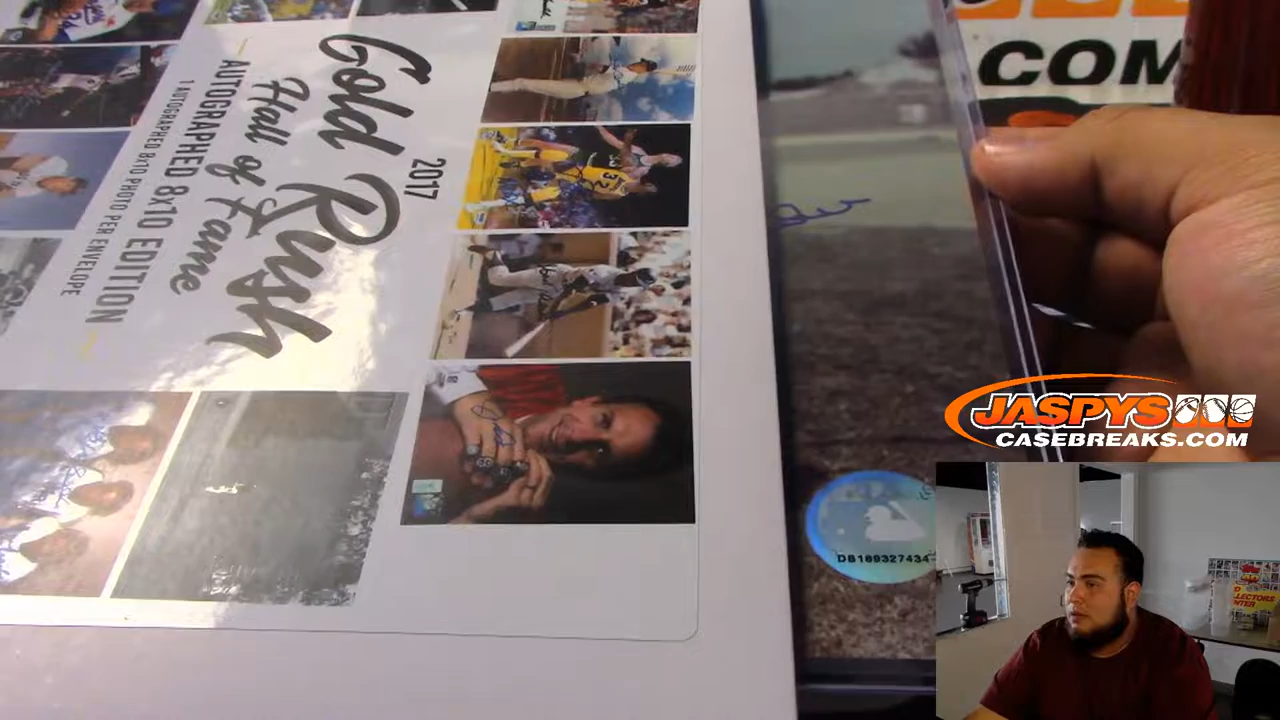 2017
Gold Rush
Hall of Fame
AUTOGRAPHED 8x10 EDITION
1 AUTOGRAPHED 8x10 PHOTO PER ENVELOPE
COM
DB189327434
JASPYS
CASEBREAKS.COM
Topps